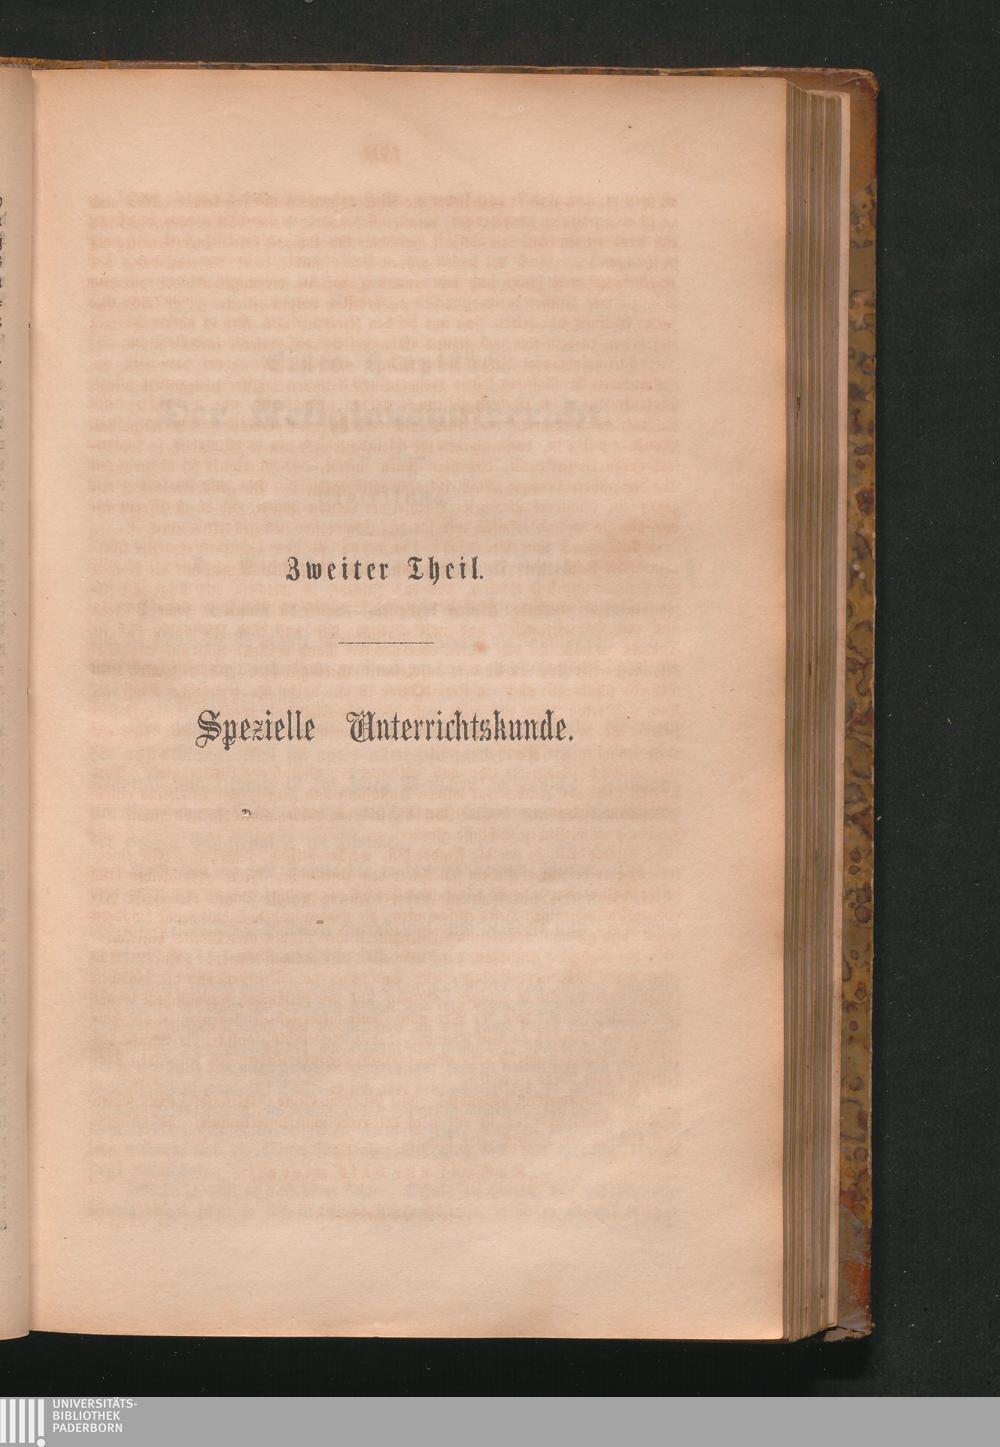 Zweiter Theil.
Spezielle Unterrichtskunde.
UNIVERSITÄTS-
BIBLIOTHEK
PADERBORN